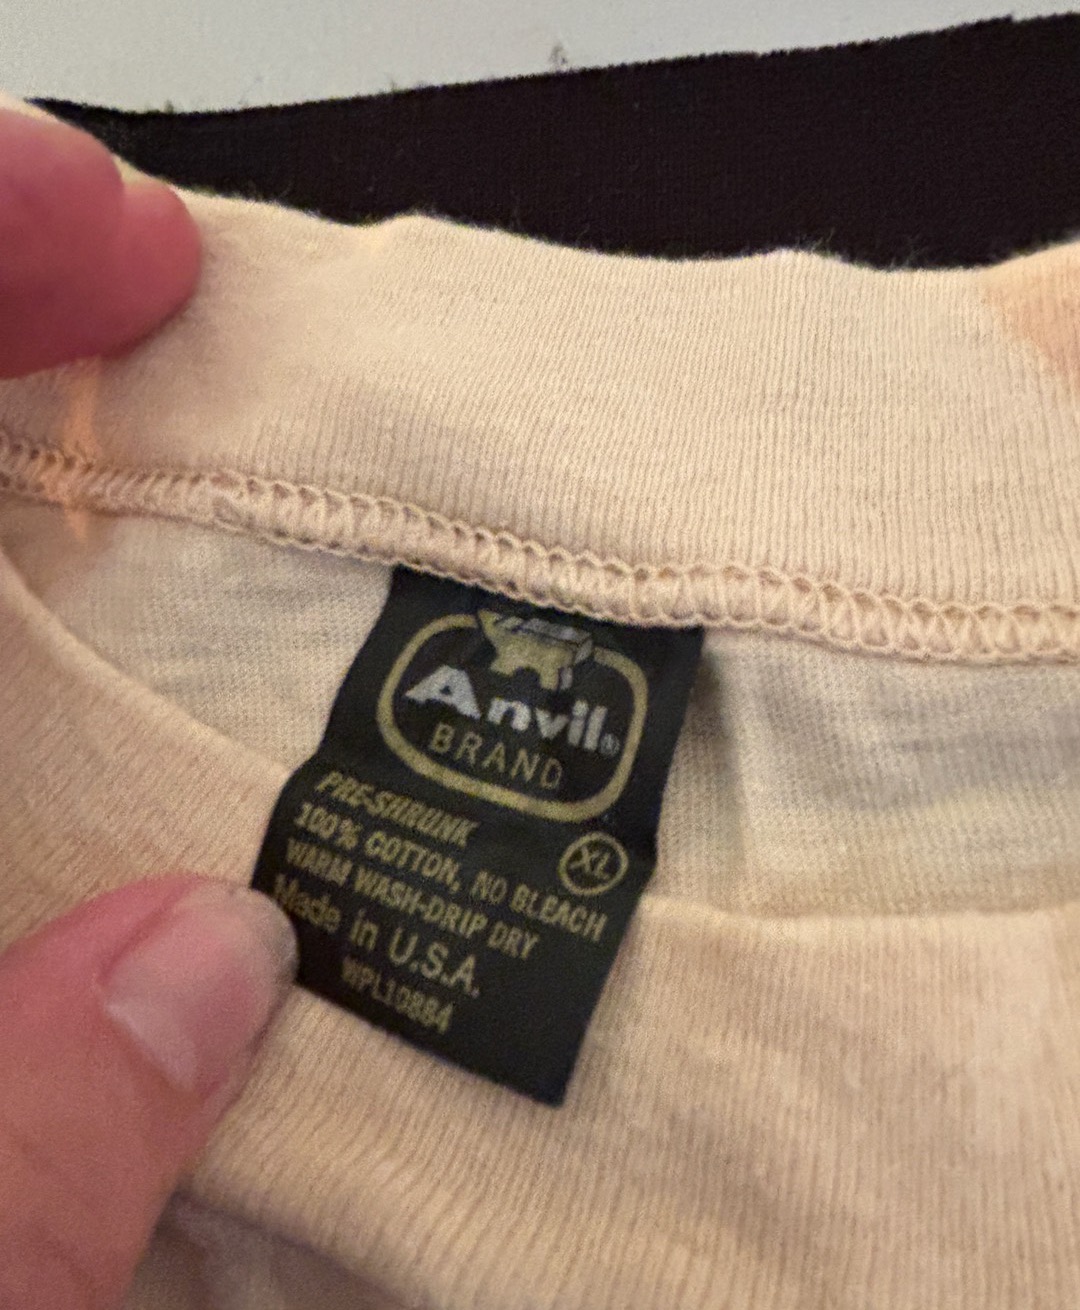 Anvil®
BRAND
PRE-SHRUNK
XL
100% COTTON, NO BLEACH
WARM WASH-DRIP DRY
Made in U.S.A.
WPL10884